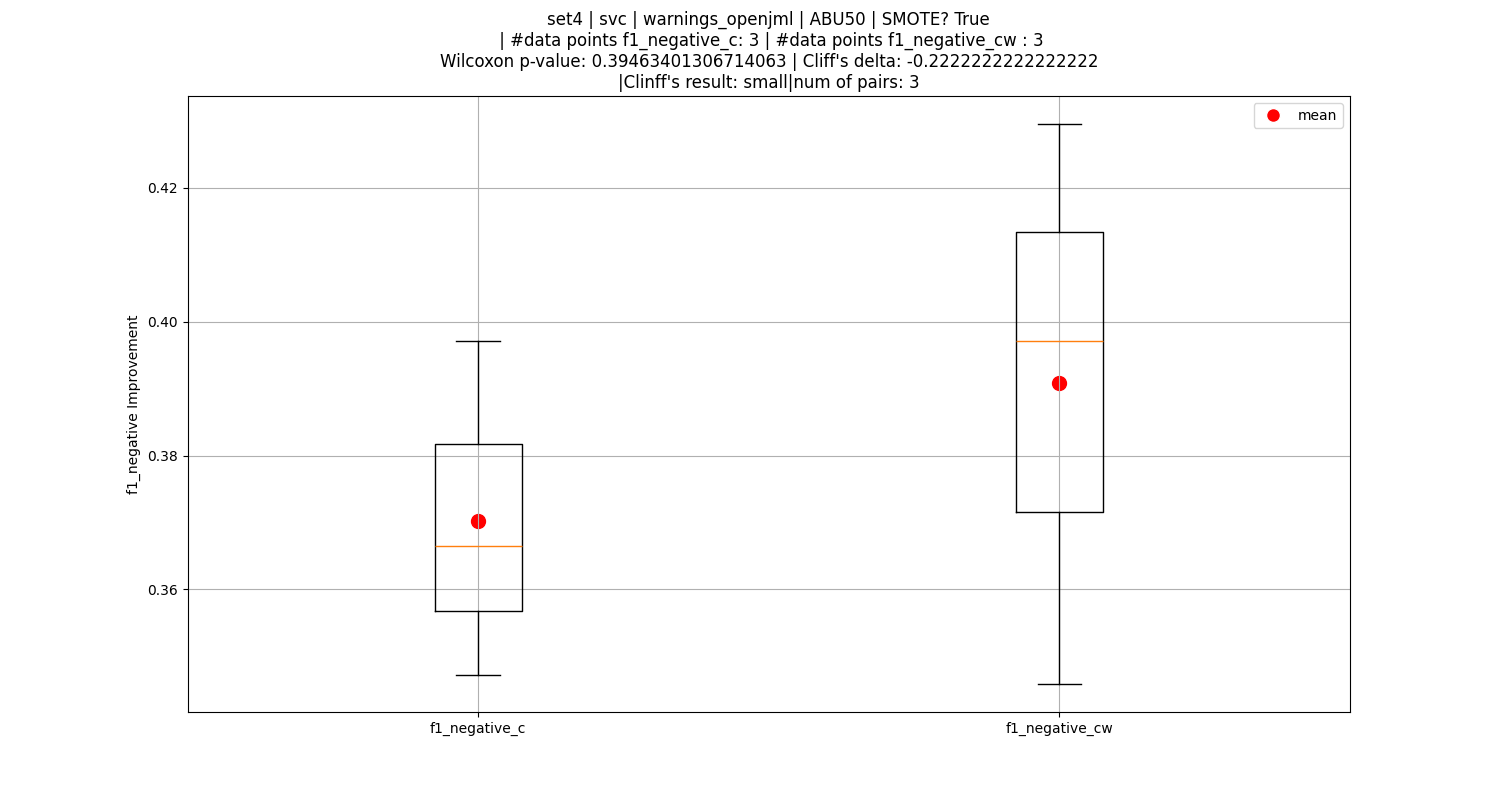 set4 | svc | warnings_openjml | ABU50 | SMOTE? True
| #data points f1_negative_c: 3 | #data points f1_negative_cw : 3
Wilcoxon p-value: 0.39463401306714063 | Cliff's delta: -0.2222222222222222
|Clinff's result: small|num of pairs: 3
mean
0.42
0.40
0.38
0.36
f1_negative Improvement
f1_negative_c
f1_negative_cw